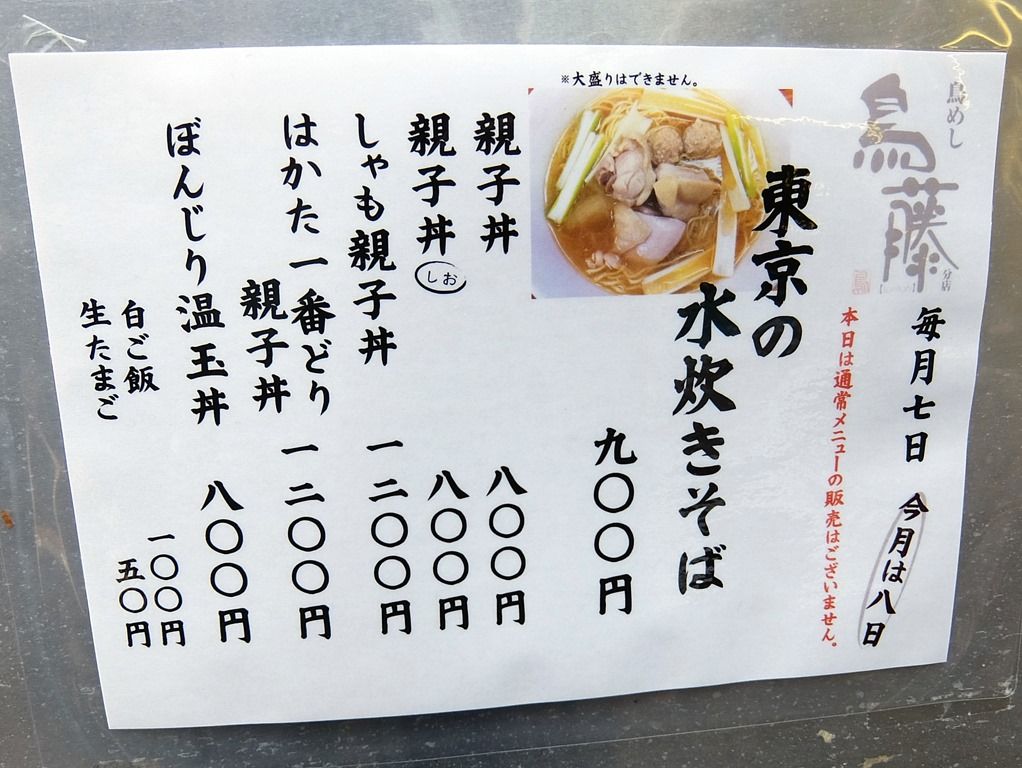 鳥めし
鳥藤
分店
毎月七日 今月は八日
本日は通常メニューの販売はございません。
東京の
水炊きそば
九〇〇円
※大盛りはできません。
親子丼 八〇〇円
親子丼 しお 八〇〇円
しゃも親子丼 一二〇〇円
はかた一番どり
親子丼 一二〇〇円
ぼんじり温玉丼 八〇〇円
白ご飯 一〇〇円
生たまご 五〇円